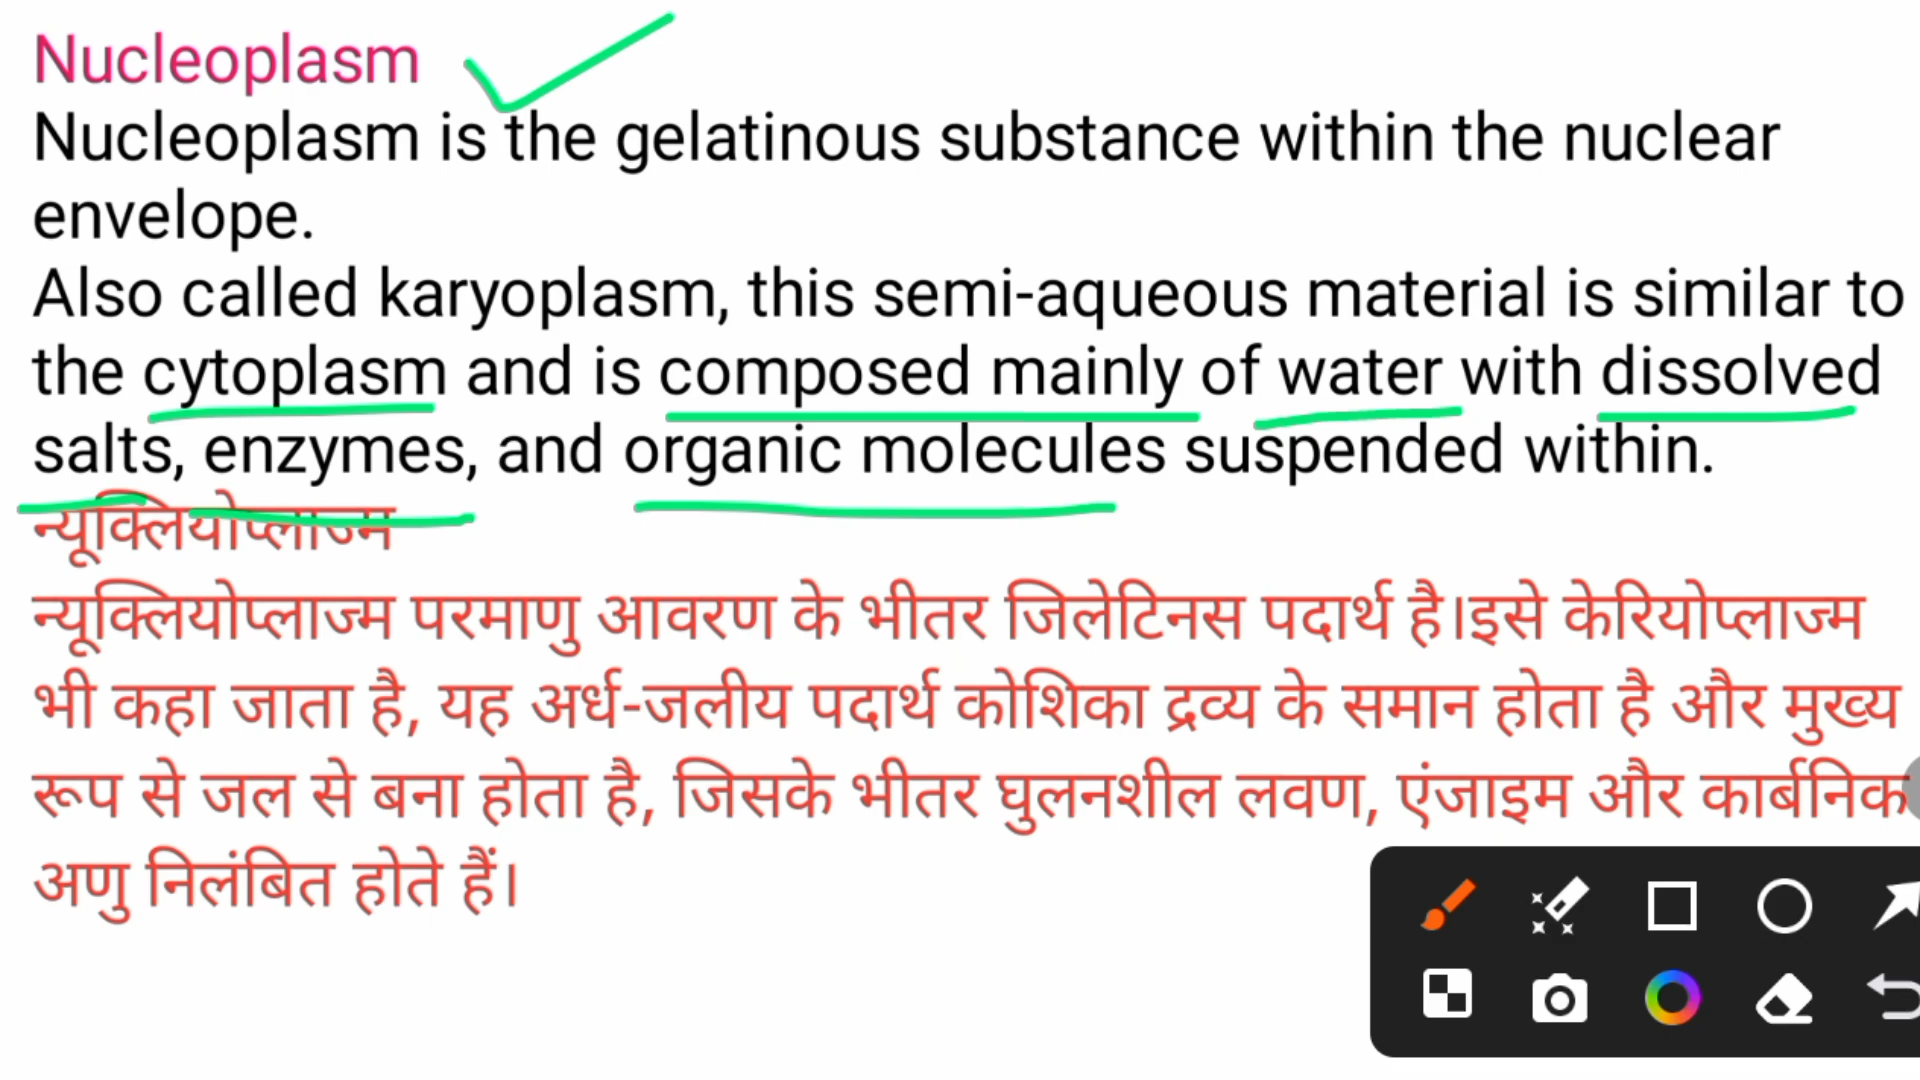 Nucleoplasm
Nucleoplasm is the gelatinous substance within the nuclear
envelope.
Also called karyoplasm, this semi-aqueous material is similar to
the cytoplasm and is composed mainly of water with dissolved
salts, enzymes, and organic molecules suspended within.
न्यूक्लियोप्लाज्म
न्यूक्लियोप्लाज्म परमाणु आवरण के भीतर जिलेटिनस पदार्थ है।इसे केरियोप्लाज्म
भी कहा जाता है, यह अर्ध-जलीय पदार्थ कोशिका द्रव्य के समान होता है और मुख्य
रूप से जल से बना होता है, जिसके भीतर घुलनशील लवण, एंजाइम और कार्बनिक
अणु निलंबित होते हैं।